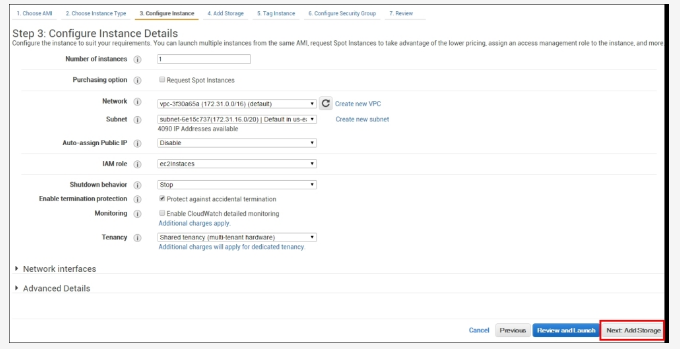 1. Choose AMI 2. Choose Instance Type 3. Configure Instance 4. Add Storage 5. Tag Instance 6. Configure Security Group 7. Review
Step 3: Configure Instance Details
Configure the instance to suit your requirements. You can launch multiple instances from the same AMI, request Spot Instances to take advantage of the lower pricing, assign an access management role to the instance, and more
Number of instances 1
Purchasing option Request Spot Instances
Network vpc-3f30a65a (172.31.0.0/16) (default) Create new VPC
Subnet subnet-6e15c737(172.31.16.0/20) | Default in us-ea Create new subnet
4090 IP Addresses available
Auto-assign Public IP Disable
IAM role ec2instaces
Shutdown behavior Stop
Enable termination protection Protect against accidental termination
Monitoring Enable CloudWatch detailed monitoring
Additional charges apply.
Tenancy Shared tenancy (multi-tenant hardware)
Additional charges will apply for dedicated tenancy.
Network interfaces
Advanced Details
Cancel Previous Review and Launch Next: Add Storage